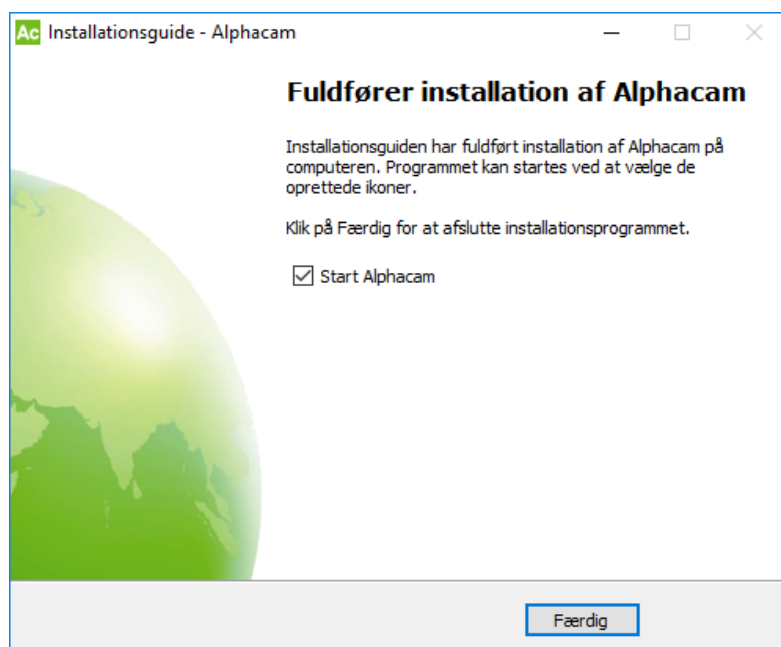 Ac Installationsguide - Alphacam
Fuldfører installation af Alphacam
Installationsguiden har fuldført installation af Alphacam på
computeren. Programmet kan startes ved at vælge de
oprettede ikoner.
Klik på Færdig for at afslutte installationsprogrammet.
Start Alphacam
Færdig